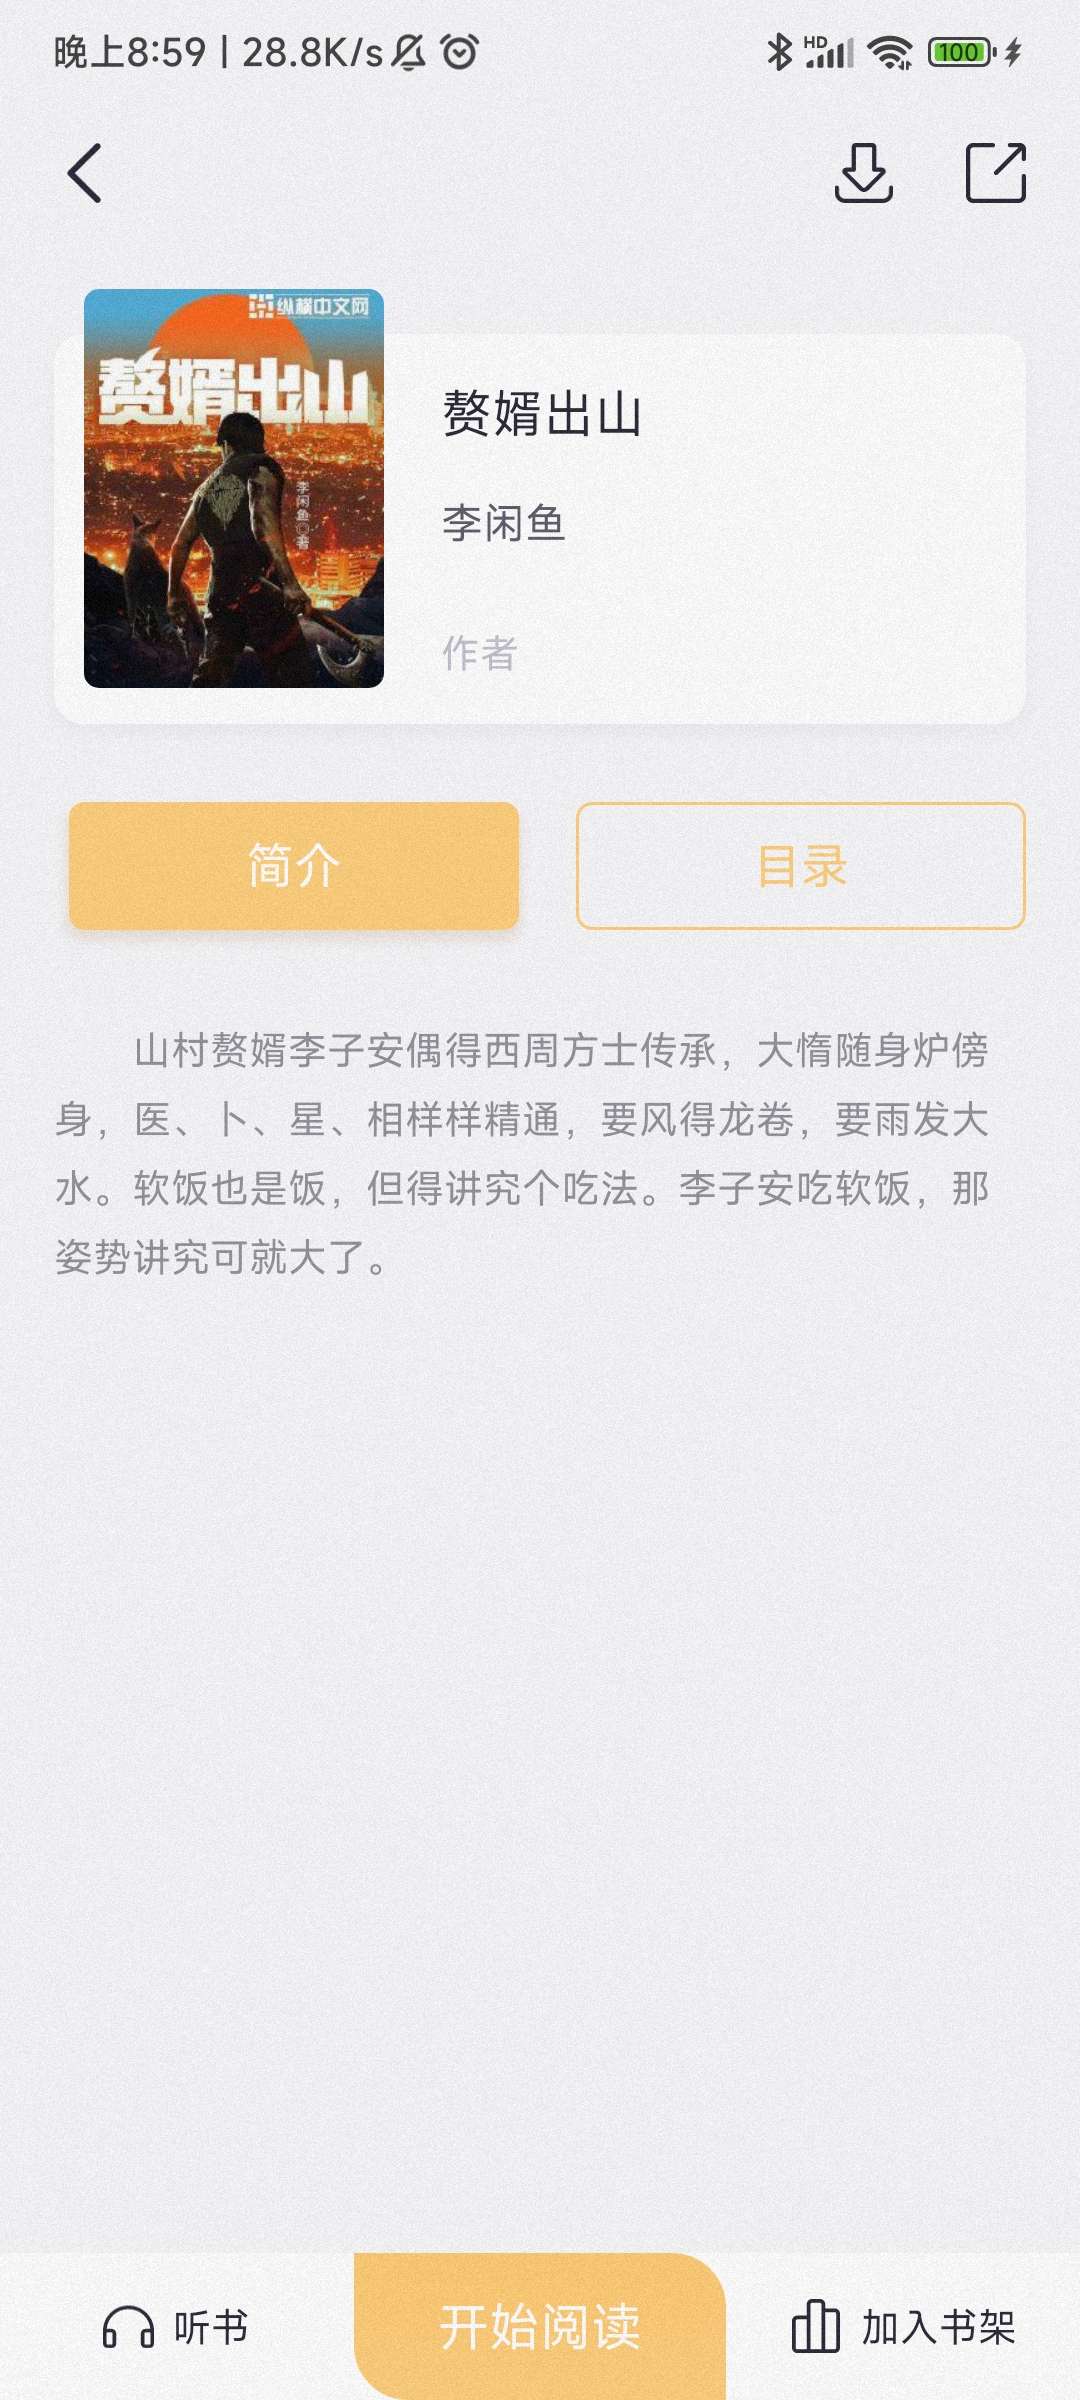 晚上8:59 | 28.8K/s
HD
100
纵横中文网
赘婿出山
李闲鱼◎著
赘婿出山
李闲鱼
作者
简介
目录
山村赘婿李子安偶得西周方士传承，大惰随身炉傍
身，医、卜、星、相样样精通，要风得龙卷，要雨发大
水。软饭也是饭，但得讲究个吃法。李子安吃软饭，那
姿势讲究可就大了。
听书
开始阅读
加入书架